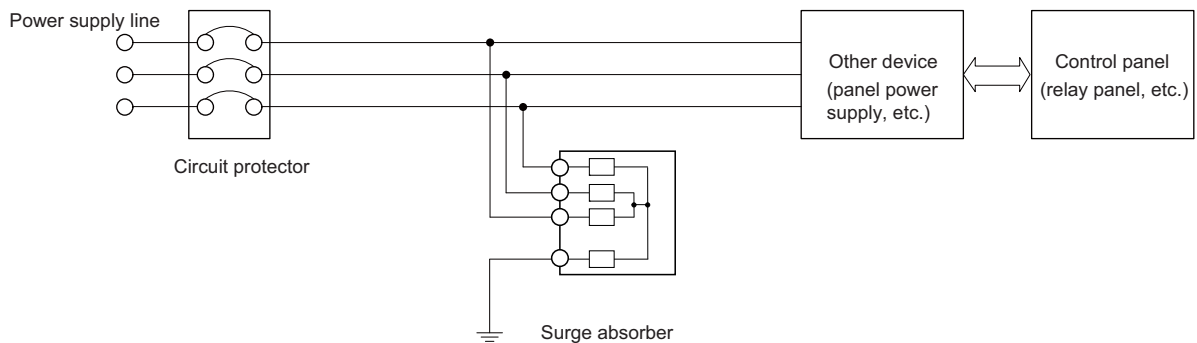 Power supply line
Circuit protector
Other device
(panel power
supply, etc.)
Control panel
(relay panel, etc.)
Surge absorber